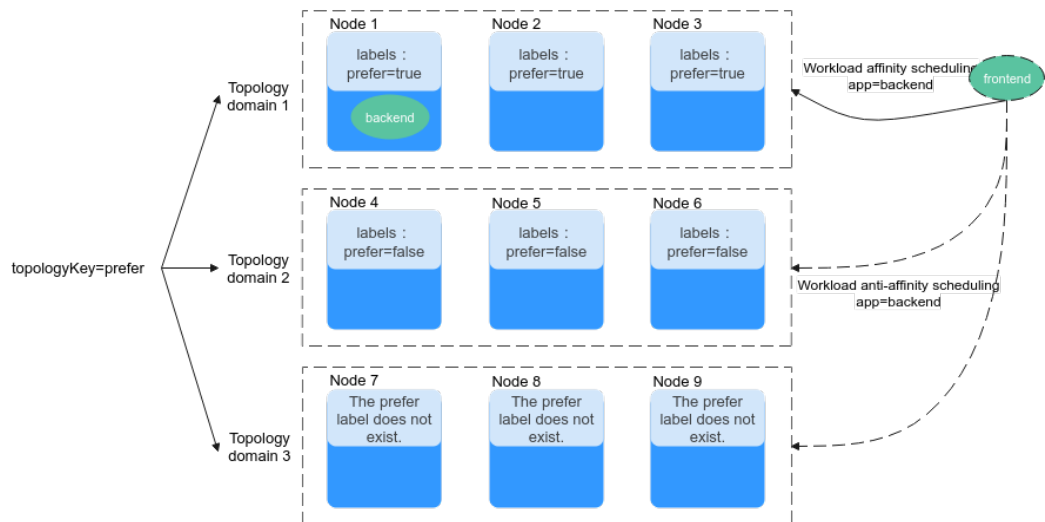 Node 1
Node 2
Node 3
labels：
prefer=true
labels：
prefer=true
labels：
prefer=true
backend
Topology
domain 1
Workload affinity scheduling
app=backend
frontend
Node 4
Node 5
Node 6
labels：
prefer=false
labels：
prefer=false
labels：
prefer=false
topologyKey=prefer
Topology
domain 2
Workload anti-affinity scheduling
app=backend
Node 7
Node 8
Node 9
The prefer
label does not
exist.
The prefer
label does not
exist.
The prefer
label does not
exist.
Topology
domain 3